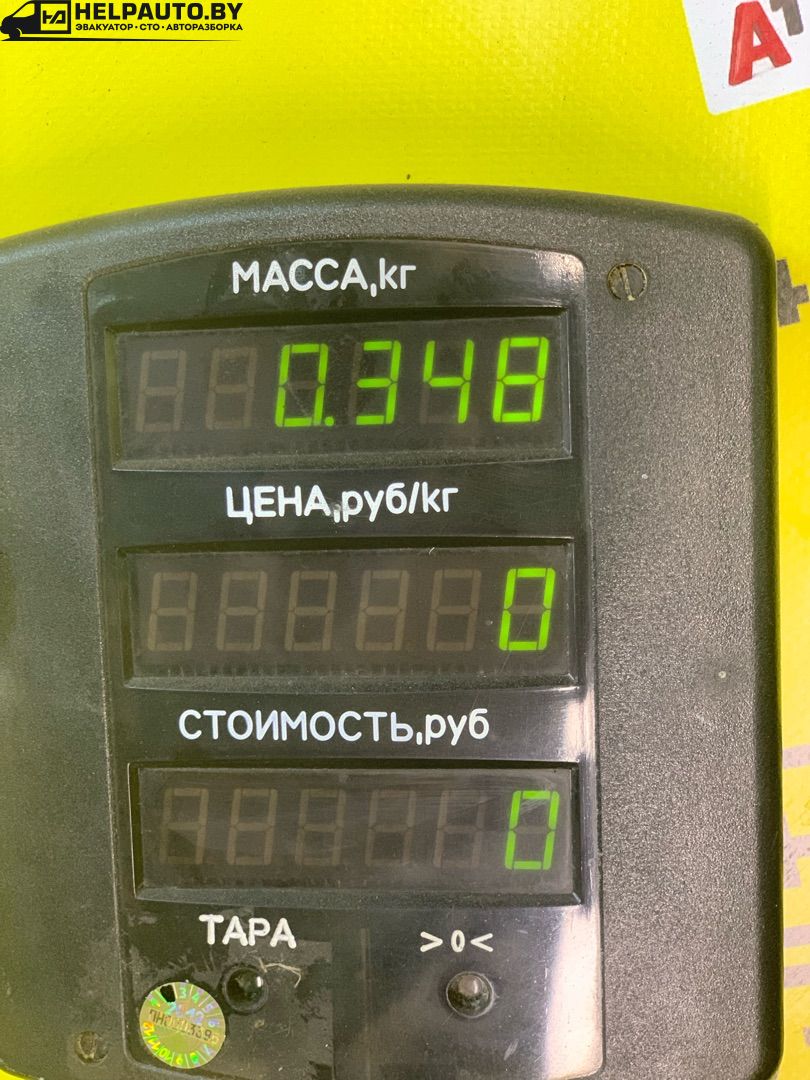 HELPAUTO.BY
ЭВАКУАТОР • СТО • АВТОРАЗБОРКА
МАССА,кг
0.348
ЦЕНА,руб/кг
0
СТОИМОСТЬ,руб
0
ТАРА
>0<